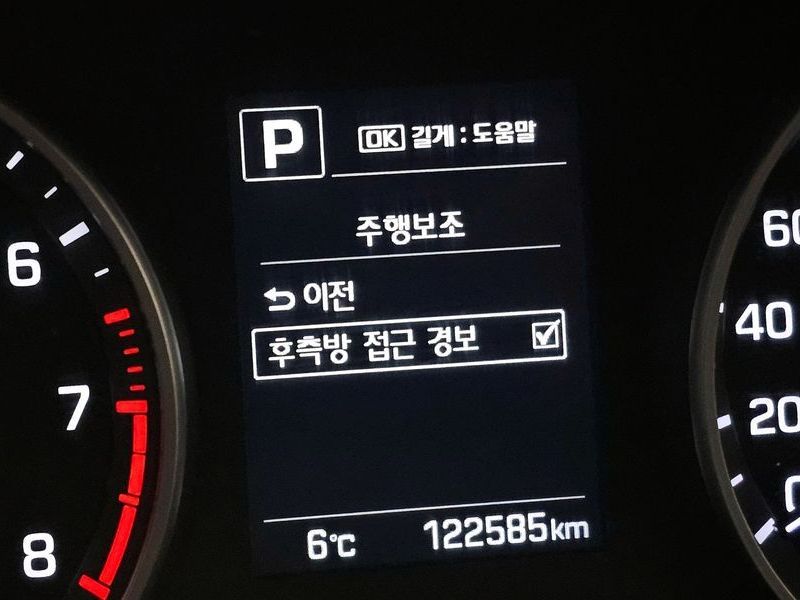 P
OK 길게 : 도움말
주행보조
이전
후측방 접근 경보
6℃ 122585km
6
7
8
60
40
20